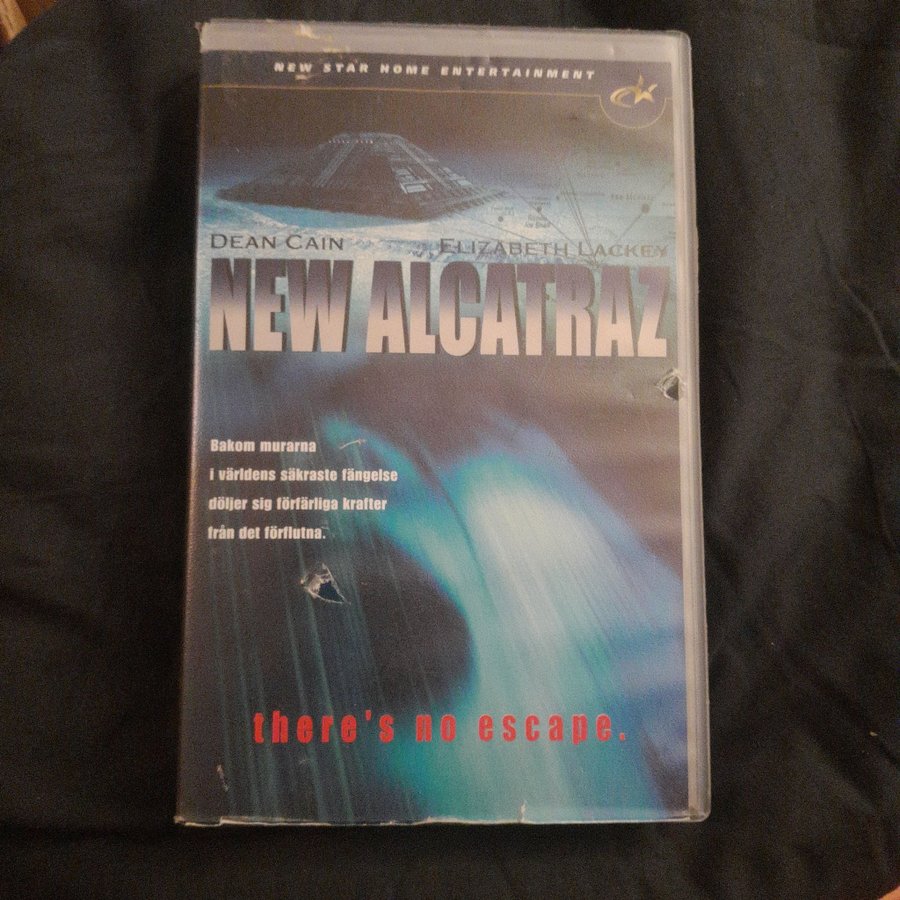 NEW STAR HOME ENTERTAINMENT
DEAN CAIN ELIZABETH LACKEY
NEW ALCATRAZ
Bakom murarna
i världens säkraste fängelse
döljer sig förfärliga krafter
från det förflutna.
there's no escape.